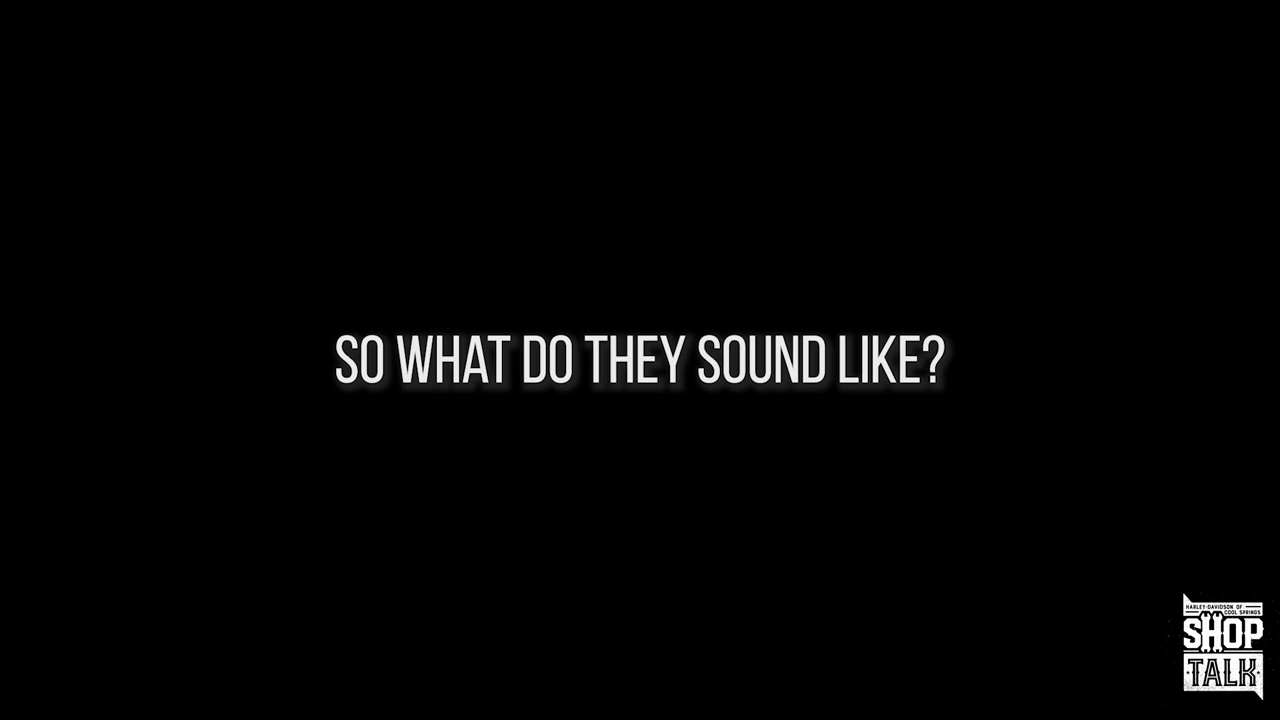 SO WHAT DO THEY SOUND LIKE?
HARLEY-DAVIDSON OF
COOL SPRINGS
SHOP
TALK